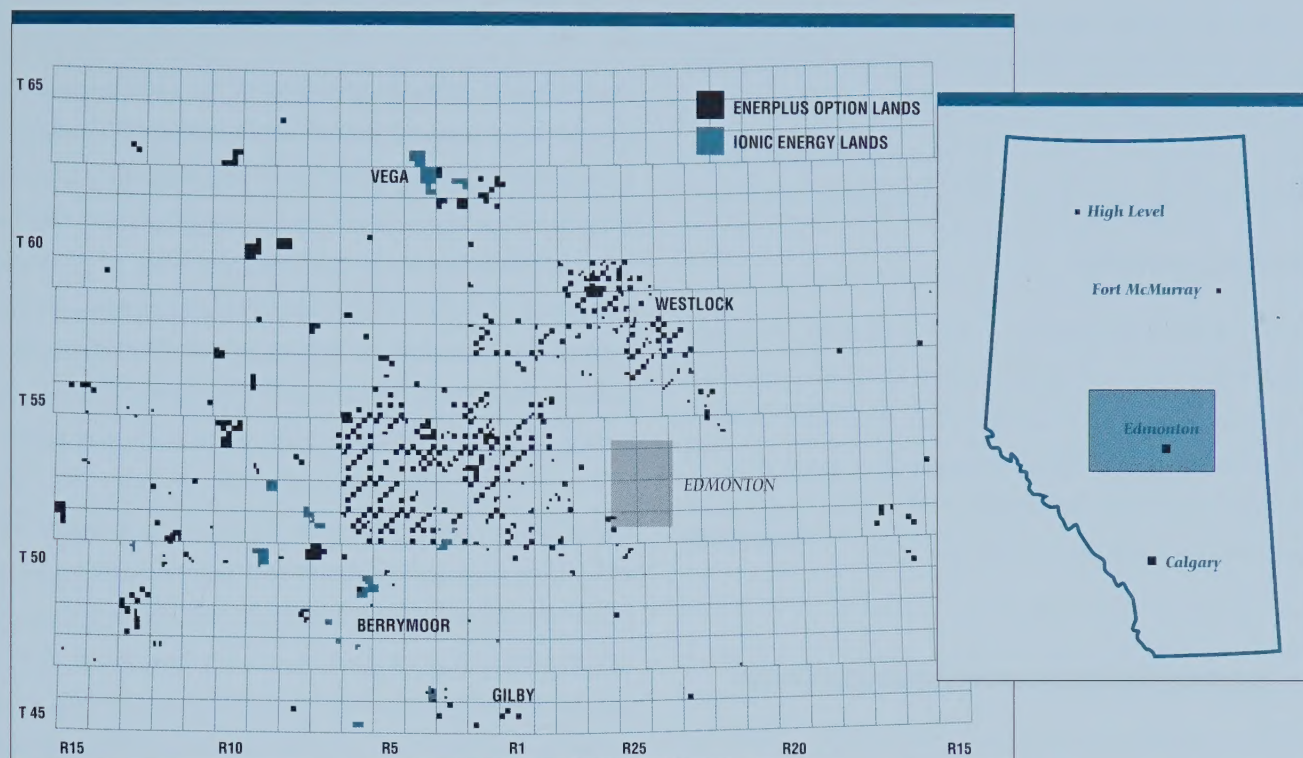 T 65
ENERPLUS OPTION LANDS
IONIC ENERGY LANDS
VEGA
High Level
T 60
Fort McMurray
WESTLOCK
T 55
Edmonton
EDMONTON
T 50
Calgary
BERRYMOOR
GILBY
T 45
R15 R10 R5 R1 R25 R20 R15